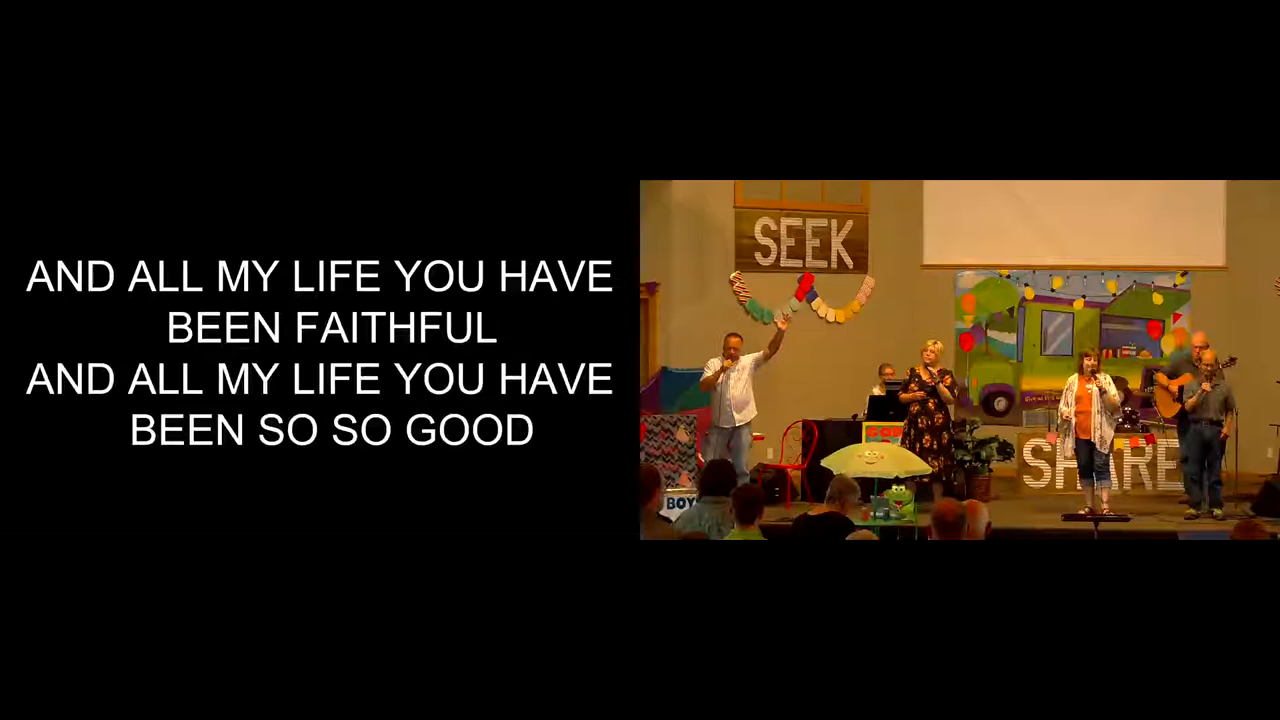 AND ALL MY LIFE YOU HAVE
BEEN FAITHFUL
AND ALL MY LIFE YOU HAVE
BEEN SO SO GOOD
SEEK
SHARE
BOY